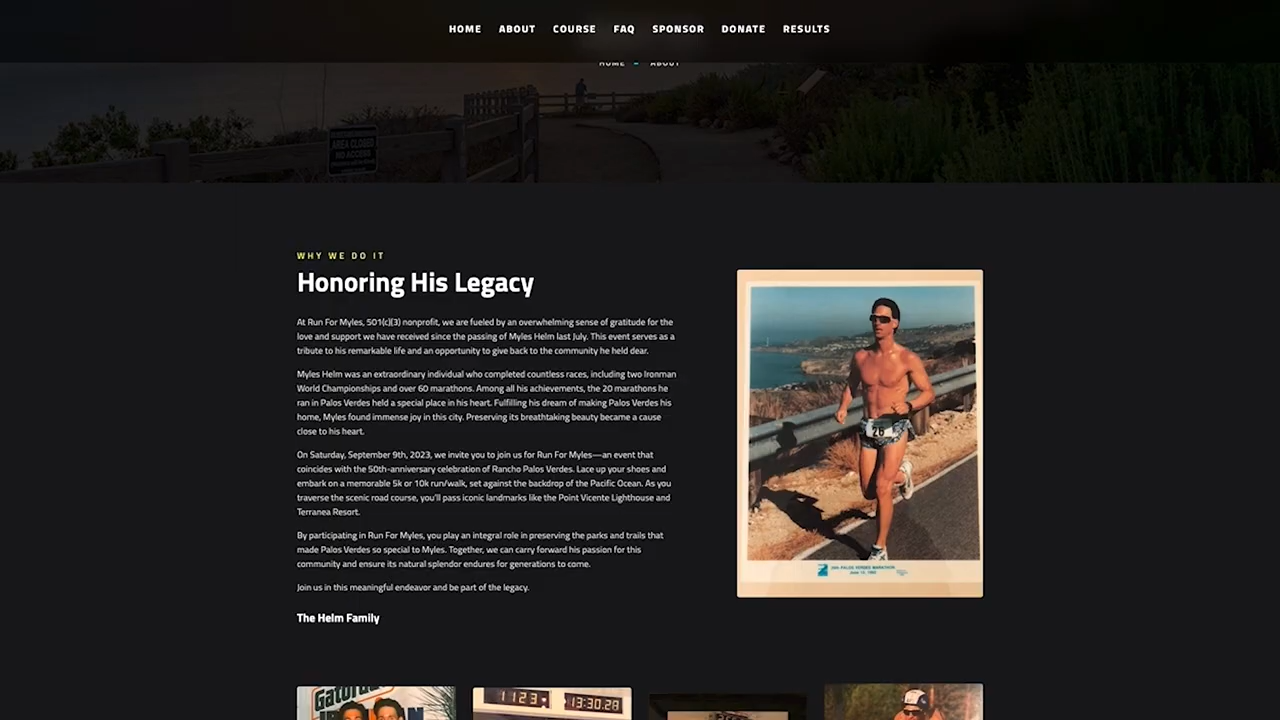 HOME ABOUT COURSE FAQ SPONSOR DONATE RESULTS
HOME - ABOUT
AREA CLOSED
NO ACCESS
WHY WE DO IT
Honoring His Legacy
At Run For Myles, 501(c)(3) nonprofit, we are fueled by an overwhelming sense of gratitude for the
love and support we have received since the passing of Myles Helm last July. This event serves as a
tribute to his remarkable life and an opportunity to give back to the community he held dear.
Myles Helm was an extraordinary individual who completed countless races, including two Ironman
World Championships and over 60 marathons. Among all his achievements, the 20 marathons he
ran in Palos Verdes held a special place in his heart. Fulfilling his dream of making Palos Verdes his
home, Myles found immense joy in this city. Preserving its breathtaking beauty became a cause
close to his heart.
On Saturday, September 9th, 2023, we invite you to join us for Run For Myles—an event that
coincides with the 50th-anniversary celebration of Rancho Palos Verdes. Lace up your shoes and
embark on a memorable 5k or 10k run/walk, set against the backdrop of the Pacific Ocean. As you
traverse the scenic road course, you'll pass iconic landmarks like the Point Vicente Lighthouse and
Terranea Resort.
By participating in Run For Myles, you play an integral role in preserving the parks and trails that
made Palos Verdes so special to Myles. Together, we can carry forward his passion for this
community and ensure its natural splendor endures for generations to come.
Join us in this meaningful endeavor and be part of the legacy.
The Helm Family
26
PALOS VERDES MARATHON
Gatorade
1123 13:30.28